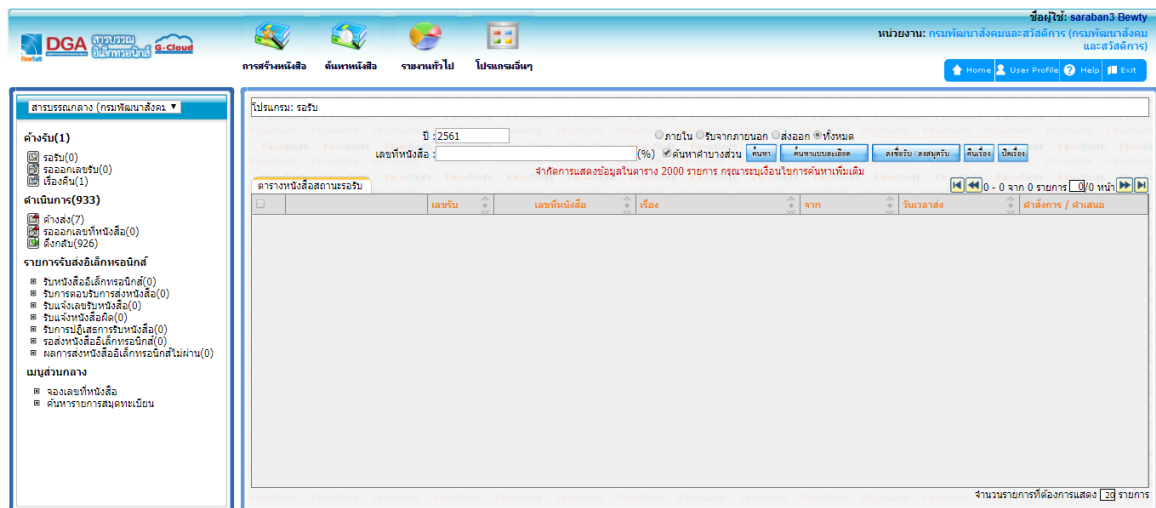 ชื่อผู้ใช้: saraban3 Bewty
หน่วยงาน: กรมพัฒนาสังคมและสวัสดิการ (กรมพัฒนาสังคม
และสวัสดิการ)
DGA สารบรรณ
อิเล็กทรอนิกส์ G-Cloud
FlowSoft
การสร้างหนังสือ ค้นหาหนังสือ รายงานทั่วไป โปรแกรมอื่นๆ
Home User Profile Help Exit
สารบรรณกลาง (กรมพัฒนาสังคม
ค้างรับ(1)
รอรับ(0)
รอออกเลขรับ(0)
เรื่องคืน(1)
ดำเนินการ(933)
ค้างส่ง(7)
รอออกเลขที่หนังสือ(0)
ดึงกลับ(926)
รายการรับส่งอิเล็กทรอนิกส์
รับหนังสืออิเล็กทรอนิกส์(0)
รับการตอบรับการส่งหนังสือ(0)
รับแจ้งเลขรับหนังสือ(0)
รับแจ้งหนังสือผิด(0)
รับการปฏิเสธการรับหนังสือ(0)
รอส่งหนังสืออิเล็กทรอนิกส์(0)
ผลการส่งหนังสืออิเล็กทรอนิกส์ไม่ผ่าน(0)
เมนูส่วนกลาง
จองเลขที่หนังสือ
ค้นหารายการสมุดทะเบียน
โปรแกรม: รอรับ
ปี : 2561 ภายใน รับจากภายนอก ส่งออก ทั้งหมด
เลขที่หนังสือ : (%) ค้นหาคำบางส่วน ค้นหา ค้นหาแบบละเอียด ลงชื่อรับ/ลงสมุดรับ คืนเรื่อง ปิดเรื่อง
จำกัดการแสดงข้อมูลในตาราง 2000 รายการ กรุณาระบุเงื่อนไขการค้นหาเพิ่มเติม
ตารางหนังสือสถานะรอรับ 0 - 0 จาก 0 รายการ 0/0 หน้า
เลขรับ เลขที่หนังสือ เรื่อง จาก วันเวลาส่ง คำสั่งการ / คำเสนอ
จำนวนรายการที่ต้องการแสดง 20 รายการ